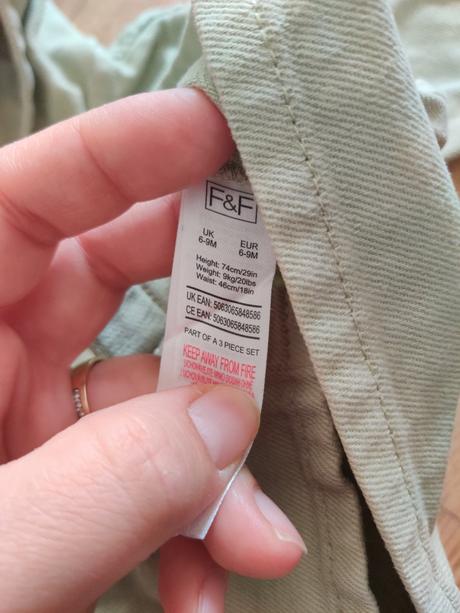 F&F
UK EUR
6-9M 6-9M
Height: 74cm/29in
Weight: 9kg/20lbs
Waist: 46cm/18in
UK EAN: 5063065848586
CE EAN: 5063065848586
PART OF A 3 PIECE SET
KEEP AWAY FROM FIRE